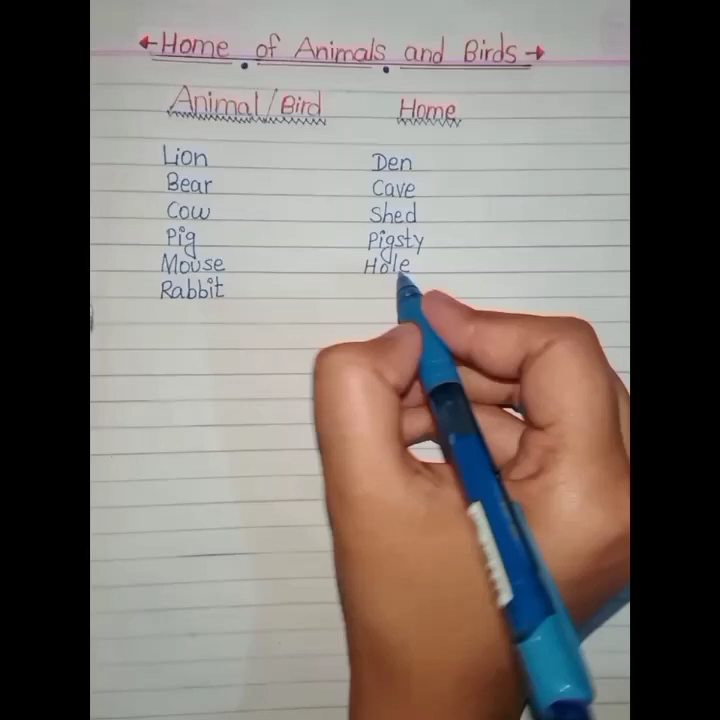 Home of Animals and Birds
Animal/Bird Home
Lion Den
Bear Cave
Cow Shed
Pig Pigsty
Mouse Hole
Rabbit